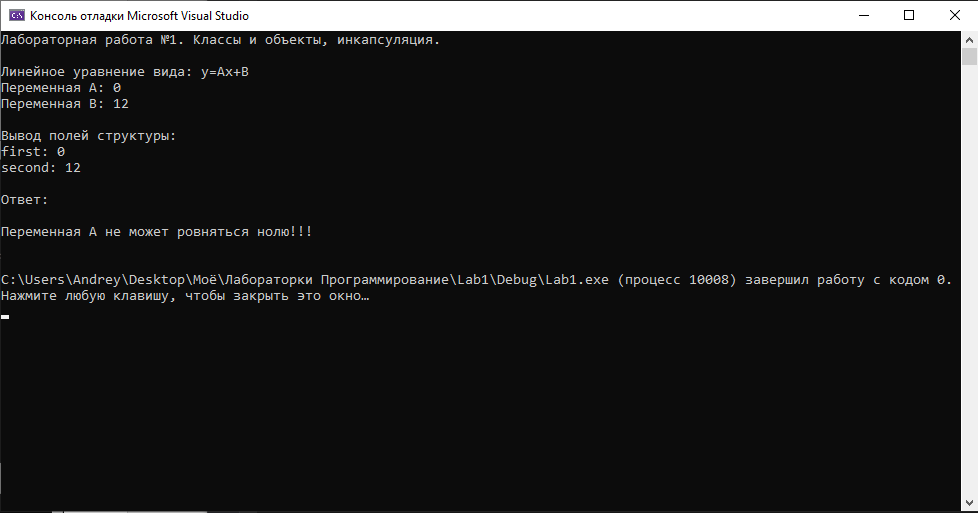 Консоль отладки Microsoft Visual Studio
Лабораторная работа №1. Классы и объекты, инкапсуляция.
Линейное уравнение вида: y=Ax+B
Переменная A: 0
Переменная B: 12
Вывод полей структуры:
first: 0
second: 12
Ответ:
Переменная А не может ровняться нолю!!!
C:\Users\Andrey\Desktop\Моё\Лабораторки Программирование\Lab1\Debug\Lab1.exe (процесс 10008) завершил работу с кодом 0.
Нажмите любую клавишу, чтобы закрыть это окно…